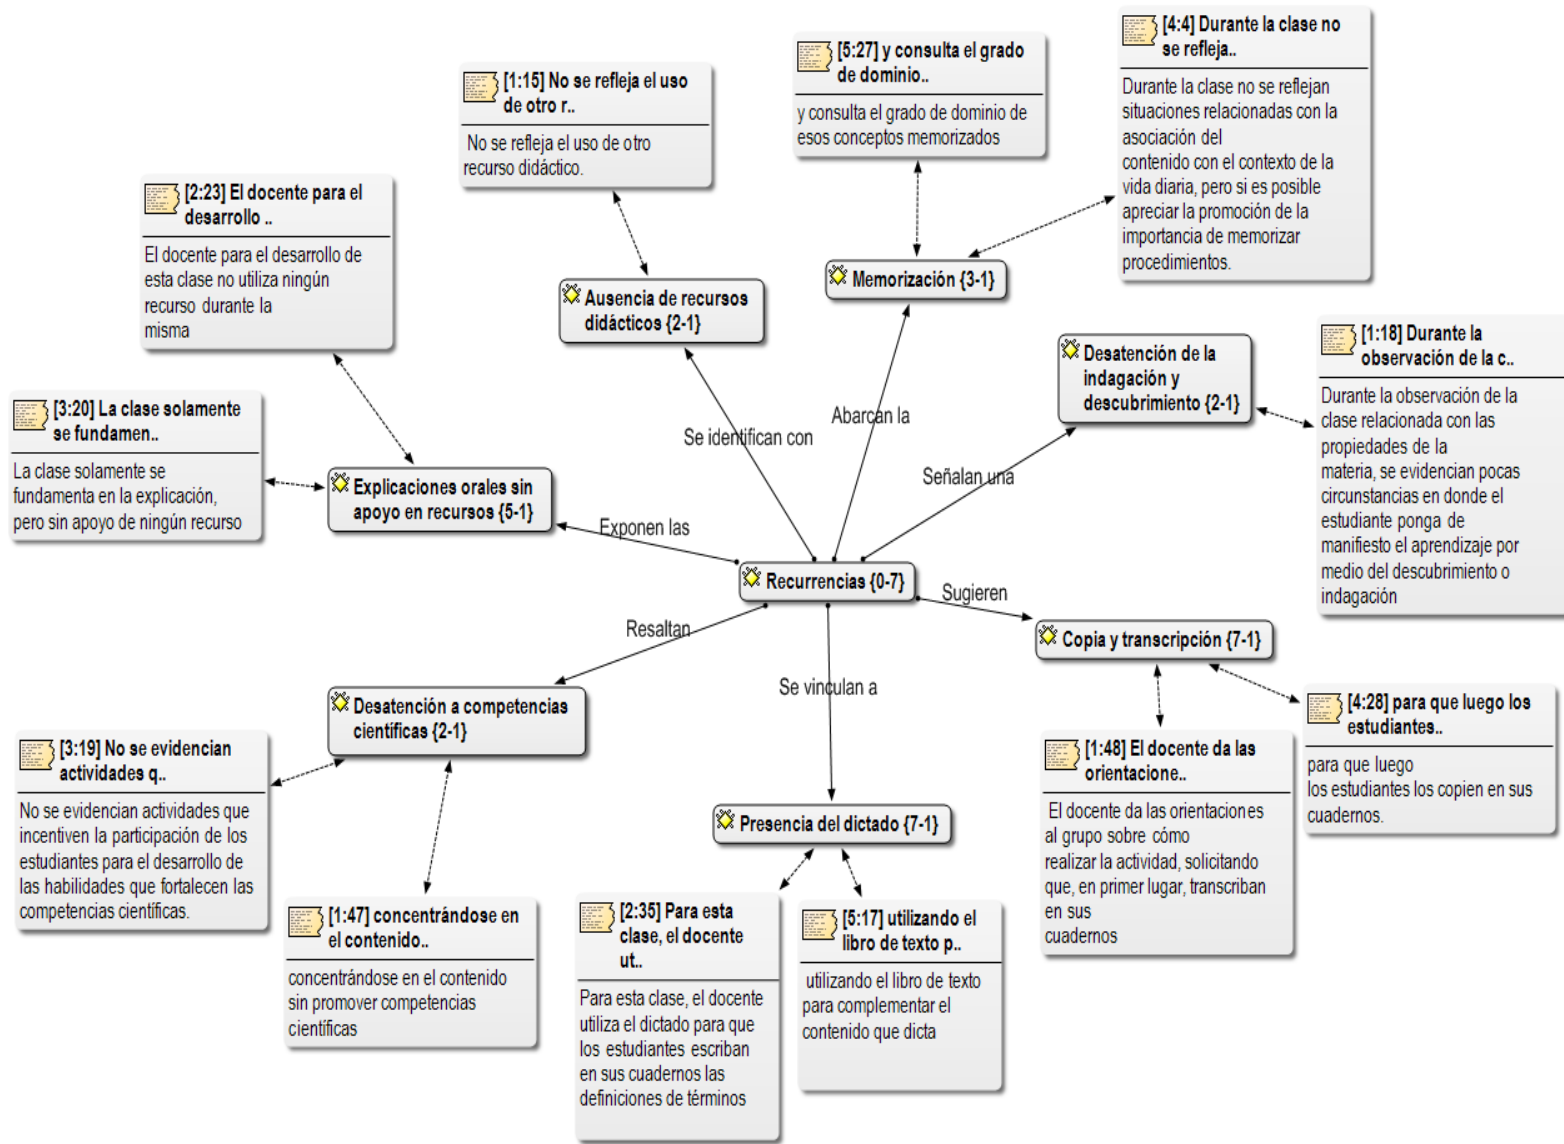 [4:4] Durante la clase no
se refleja..
Durante la clase no se reflejan
situaciones relacionadas con la
asociación del
contenido con el contexto de la
vida diaria, pero si es posible
apreciar la promoción de la
importancia de memorizar
procedimientos.
[5:27] y consulta el grado
de dominio..
y consulta el grado de dominio de
esos conceptos memorizados
[1:15] No se refleja el uso
de otro r..
No se refleja el uso de otro
recurso didáctico.
[2:23] El docente para el
desarrollo ..
El docente para el desarrollo de
esta clase no utiliza ningún
recurso durante la
misma
Memorización {3-1}
Ausencia de recursos
didácticos {2-1}
Desatención de la
indagación y
descubrimiento {2-1}
[1:18] Durante la
observación de la c..
Durante la observación de la
clase relacionada con las
propiedades de la
materia, se evidencian pocas
circunstancias en donde el
estudiante ponga de
manifiesto el aprendizaje por
medio del descubrimiento o
indagación
[3:20] La clase solamente
se fundamen..
La clase solamente se
fundamenta en la explicación,
pero sin apoyo de ningún recurso
Explicaciones orales sin
apoyo en recursos {5-1}
Abarcan la
Se identifican con
Señalan una
Exponen las
Recurrencias {0-7}
Sugieren
Resaltan
Se vinculan a
Copia y transcripción {7-1}
Desatención a competencias
científicas {2-1}
[4:28] para que luego los
estudiantes..
para que luego
los estudiantes los copien en sus
cuadernos.
[1:48] El docente da las
orientacione..
El docente da las orientaciones
al grupo sobre cómo
realizar la actividad, solicitando
que, en primer lugar, transcriban
en sus
cuadernos
[3:19] No se evidencian
actividades q..
No se evidencian actividades que
incentiven la participación de los
estudiantes para el desarrollo de
las habilidades que fortalecen las
competencias científicas.
Presencia del dictado {7-1}
[1:47] concentrándose en
el contenido..
concentrándose en el contenido
sin promover competencias
científicas
[2:35] Para esta
clase, el docente
ut..
Para esta clase, el docente
utiliza el dictado para que
los estudiantes escriban
en sus cuadernos las
definiciones de términos
[5:17] utilizando el
libro de texto p..
utilizando el libro de texto
para complementar el
contenido que dicta